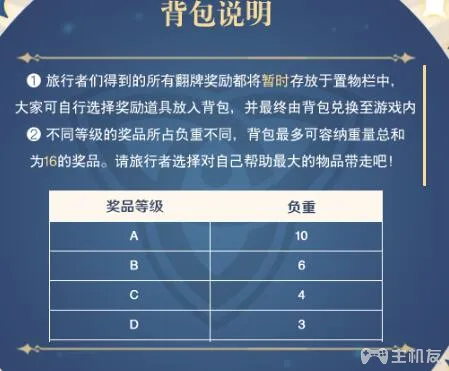 背包说明
① 旅行者们得到的所有翻牌奖励都将暂时存放于置物栏中，
大家可自行选择奖励道具放入背包，并最终由背包兑换至游戏内
② 不同等级的奖品所占负重不同，背包最多可容纳重量总和
为16的奖品。请旅行者选择对自己帮助最大的物品带走吧！
奖品等级 负重
A 10
B 6
C 4
D 3
主机友